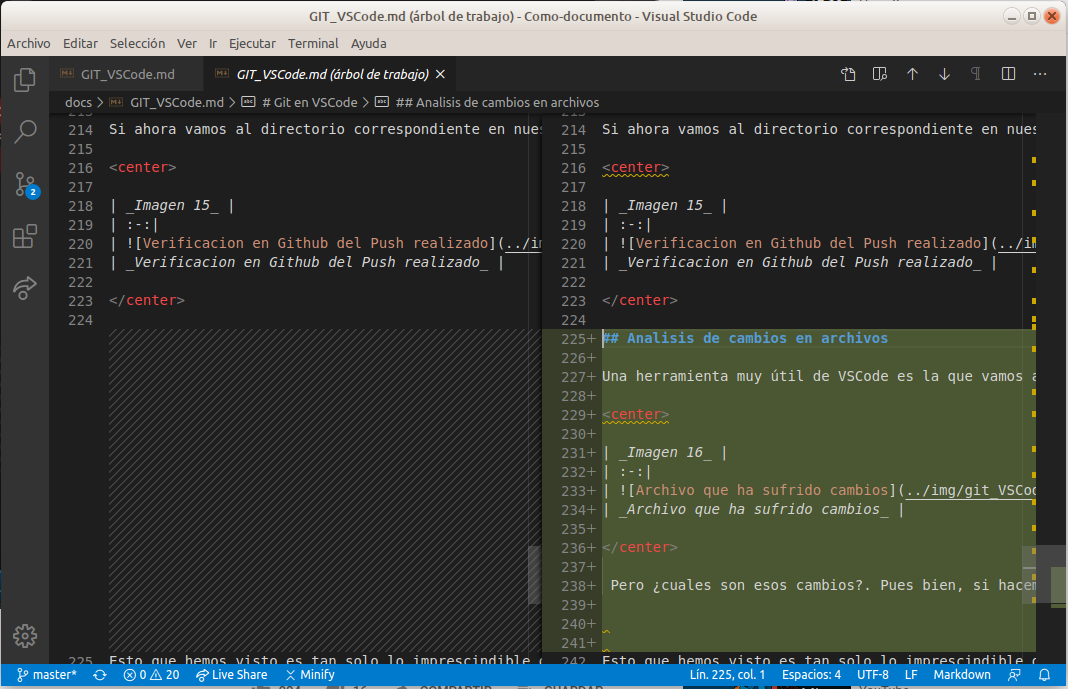 GIT_VSCode.md (árbol de trabajo) - Como-documento - Visual Studio Code
Archivo Editar Selección Ver Ir Ejecutar Terminal Ayuda
GIT_VSCode.md
GIT_VSCode.md (árbol de trabajo)
docs > GIT_VSCode.md > # Git en VSCode > ## Analisis de cambios en archivos
214 Si ahora vamos al directorio correspondiente en nues
215
216 <center>
217
218 | _Imagen 15_ |
219 | :-:|
220 | ![Verificacion en Github del Push realizado](../im
221 | _Verificacion en Github del Push realizado_ |
222
223 </center>
224
225 Esto que hemos visto es tan solo lo imprescindible
214 Si ahora vamos al directorio correspondiente en nues
215
216 <center>
217
218 | _Imagen 15_ |
219 | :-:|
220 | ![Verificacion en Github del Push realizado](../im
221 | _Verificacion en Github del Push realizado_ |
222
223 </center>
224
225+ ## Analisis de cambios en archivos
226+
227+ Una herramienta muy útil de VSCode es la que vamos a
228+
229+ <center>
230+
231+ | _Imagen 16_ |
232+ | :-:|
233+ | ![Archivo que ha sufrido cambios](../img/git_VSCod
234+ | _Archivo que ha sufrido cambios_ |
235+
236+ </center>
237+
238+ Pero ¿cuales son esos cambios?. Pues bien, si hacem
239+
240+
241+
242 Esto que hemos visto es tan solo lo imprescindible
2
master* 0 20 Live Share Minify Lín. 225, col. 1 Espacios: 4 UTF-8 LF Markdown